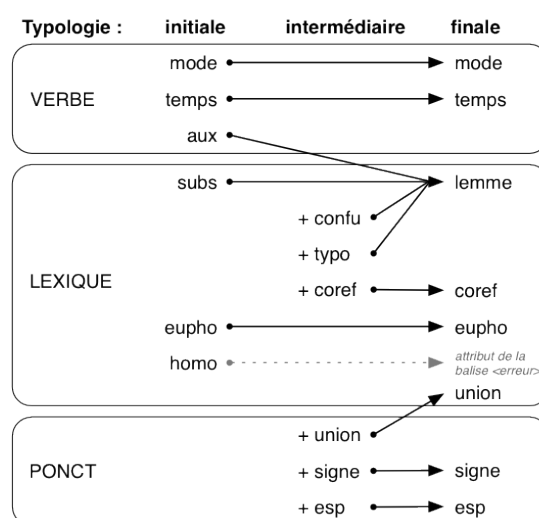 Typologie : initiale intermédiaire finale
mode mode
VERBE temps temps
aux
subs lemme
+ confu
+ typo
LEXIQUE + coref coref
eupho eupho
homo attribut de la
balise <erreur>
union
+ union
PONCT + signe signe
+ esp esp